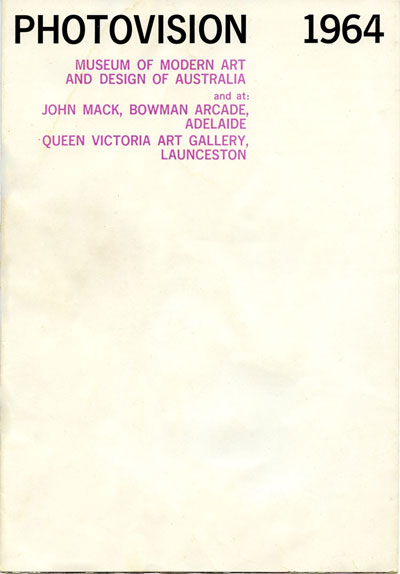 PHOTOVISION 1964
MUSEUM OF MODERN ART
AND DESIGN OF AUSTRALIA
and at:
JOHN MACK, BOWMAN ARCADE,
ADELAIDE
QUEEN VICTORIA ART GALLERY,
LAUNCESTON